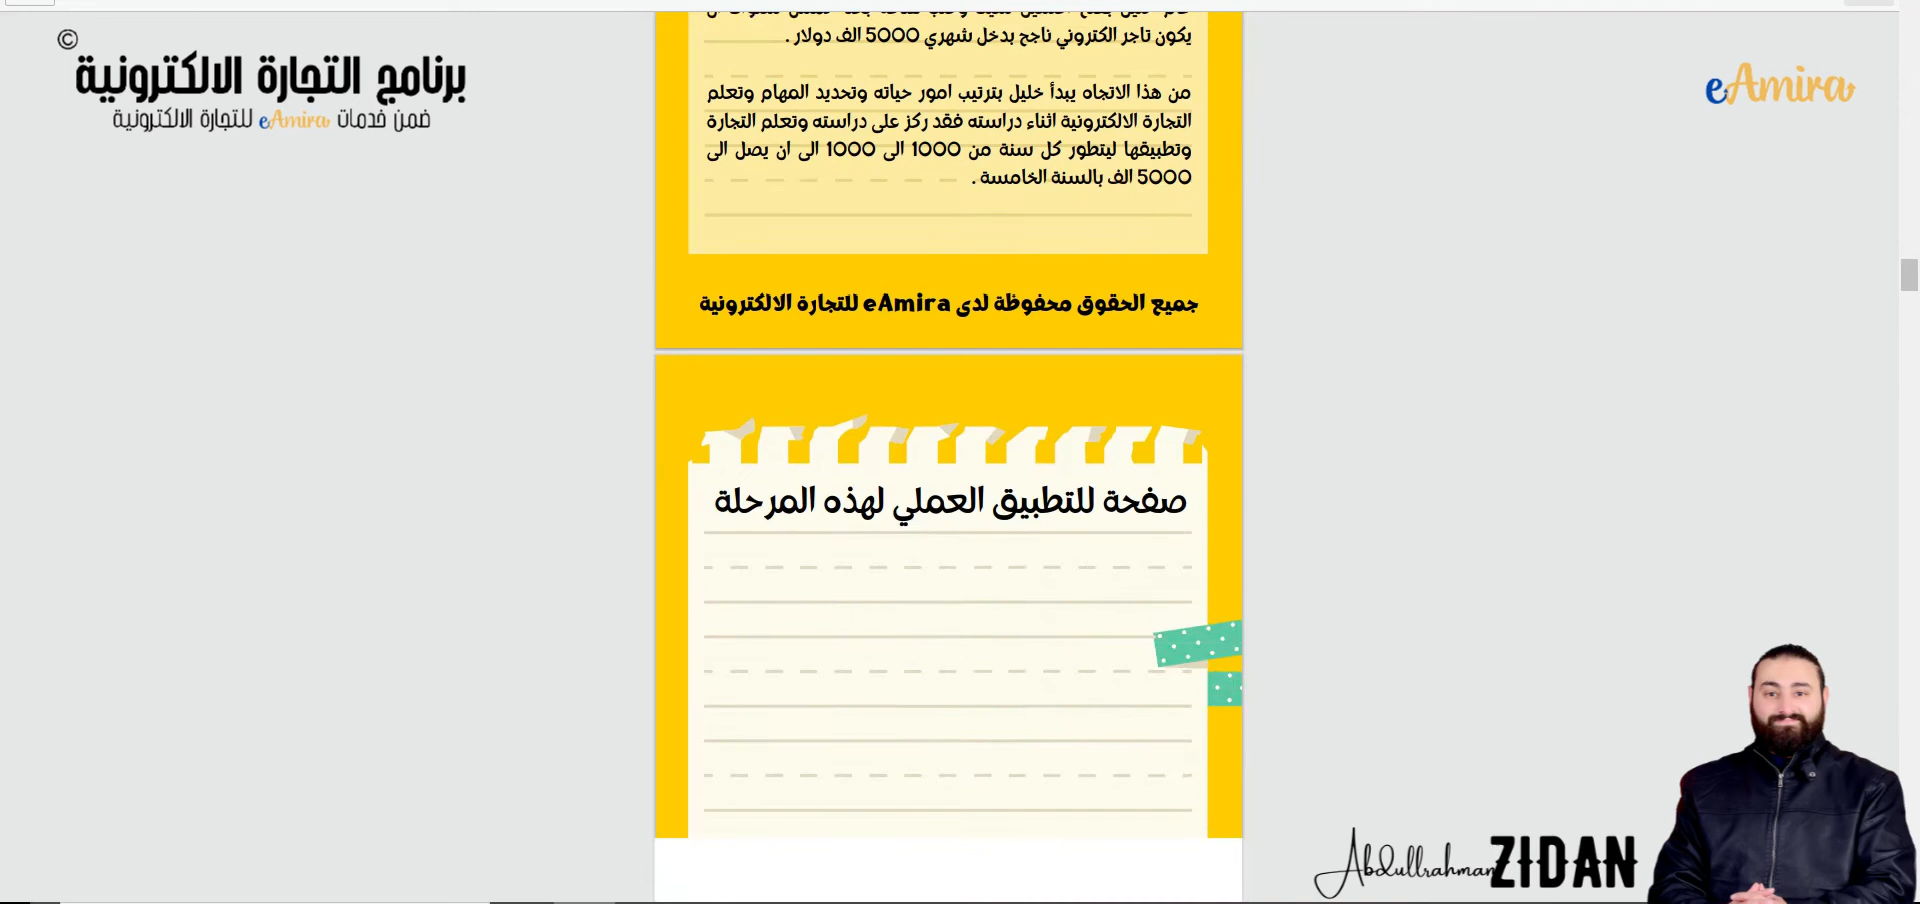 ©
برنامج التجارة الالكترونية
ضمن خدمات eAmira للتجارة الالكترونية
eAmira
يكون تاجر الكتروني ناجح بدخل شهري 5000 الف دولار .
من هذا الاتجاه يبدأ خليل بترتيب امور حياته وتحديد المهام وتعلم
التجارة الالكترونية اثناء دراسته فقد ركز على دراسته وتعلم التجارة
وتطبيقها ليتطور كل سنة من 1000 الى 1000 الى ان يصل الى
5000 الف بالسنة الخامسة .
جميع الحقوق محفوظة لدى eAmira للتجارة الالكترونية
صفحة للتطبيق العملي لهذه المرحلة
Abdullrahman ZIDAN